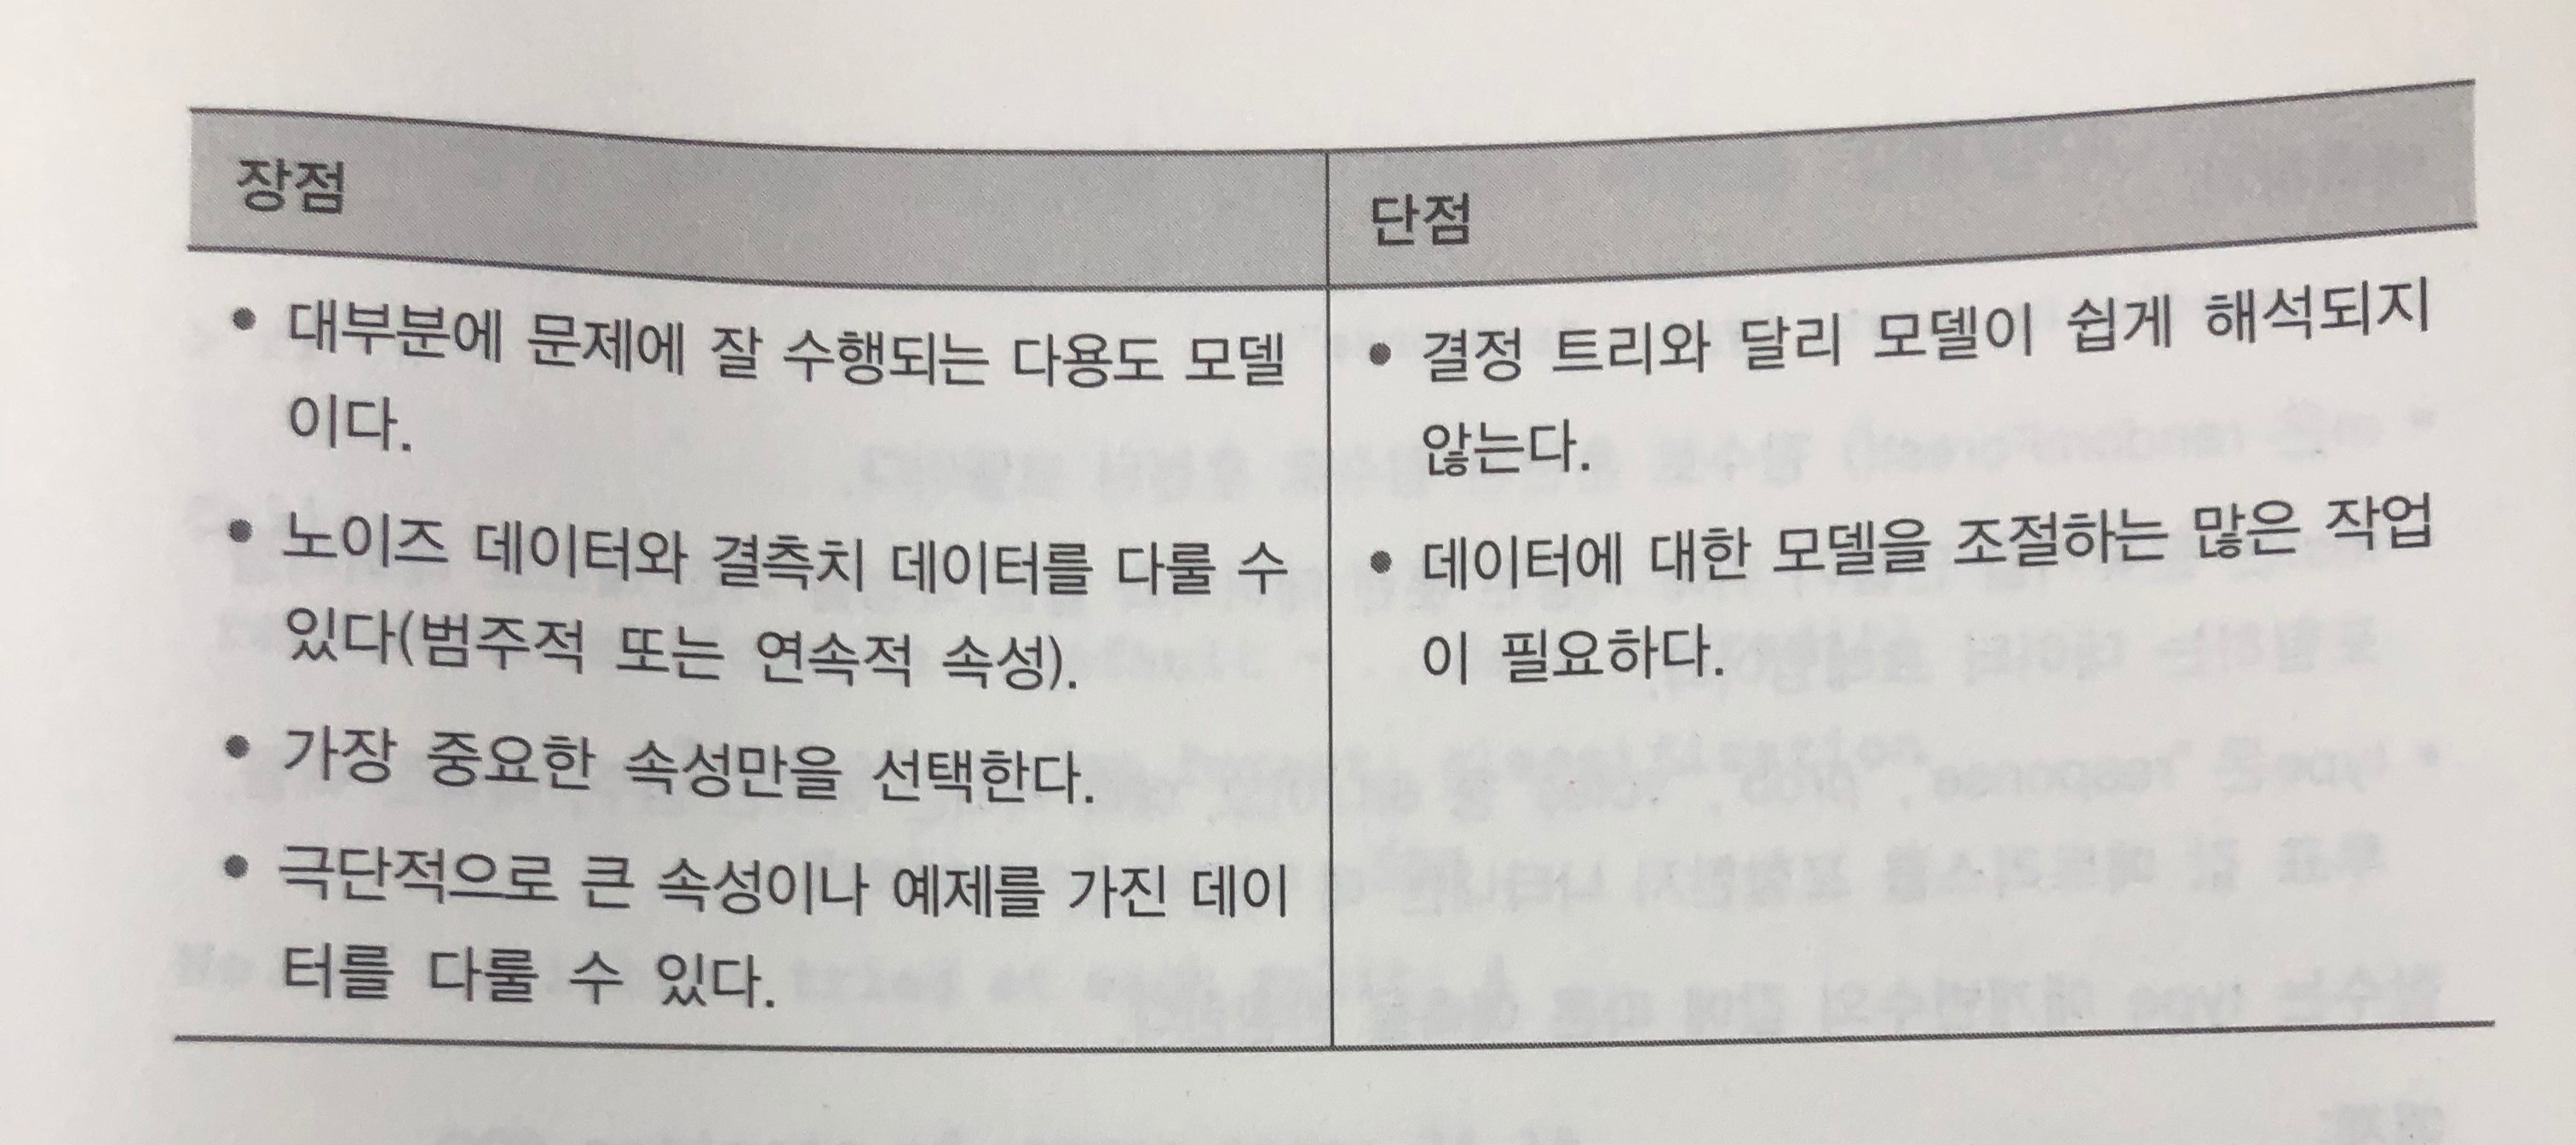 장점
대부분에 문제에 잘 수행되는 다용도 모델
이다.
• 노이즈 데이터와 결측치 데이터를 다룰 수
있다(범주적 또는 연속적 속성).
• 가장 중요한 속성만을 선택한다.
• 극단적으로 큰 속성이나 예제를 가진 데이
터를 다룰 수 있다.
단점
• 결정 트리와 달리 모델이 쉽게 해석되지
않는다.
• 데이터에 대한 모델을 조절하는 많은 작업
이 필요하다.